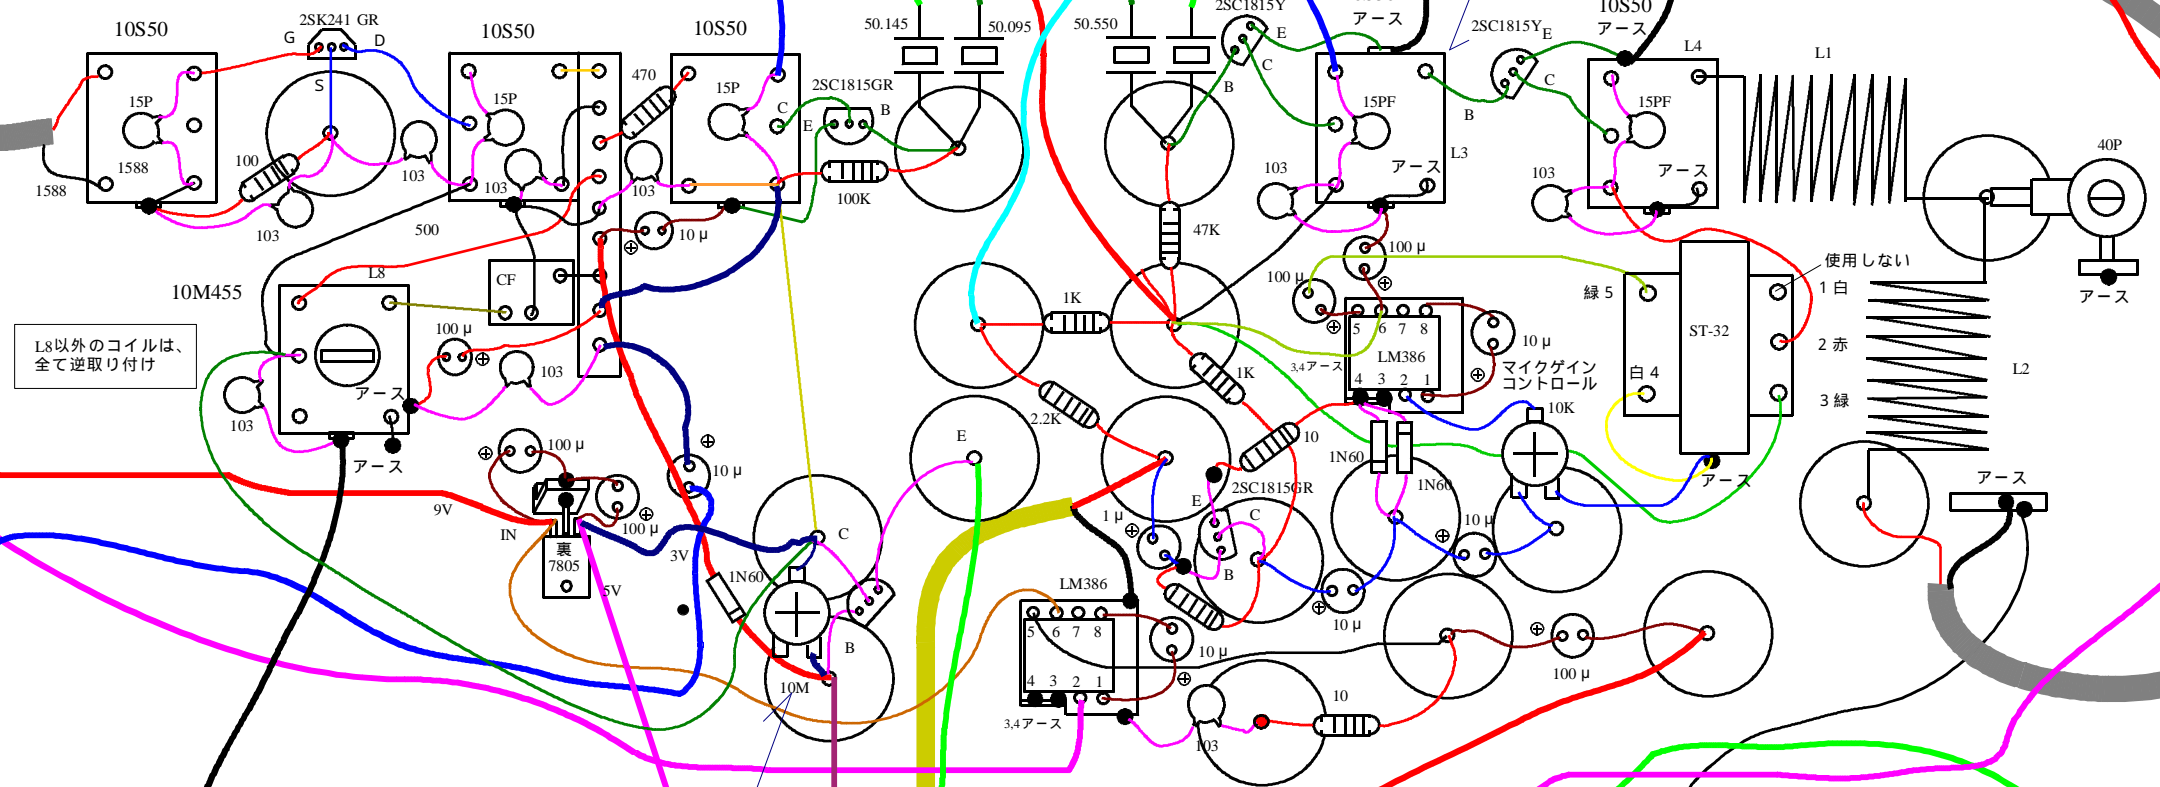 10S50
2SK241 GR
G
D
S
15P
1588
1588
100
103
103
10S50
15P
103
500
470
10S50
15P
2SC1815GR
C
E
B
100K
103
10 μ
50.145
50.095
50.550
2SC1815Y
E
C
B
アース
15PF
L3
アース
103
47K
2SC1815Y
E
C
B
10S50
アース
L4
15PF
アース
103
L1
40P
アース
10M455
L8
CF
L8以外のコイルは、
全て逆取り付け
100 μ
103
アース
103
アース
1K
1K
2.2K
100 μ
100 μ
5 6 7 8
LM386
4 3 2 1
3,4アース
10 μ
マイクゲイン
コントロール
10K
緑 5
白 4
ST-32
使用しない
1 白
2 赤
3 緑
アース
L2
アース
9V
IN
100 μ
100 μ
裏
7805
5V
3V
10 μ
1N60
C
B
10M
E
10
1N60
1N60
2SC1815GR
E
C
B
1 μ
10 μ
10 μ
LM386
5 6 7 8
4 3 2 1
3,4アース
10 μ
103
10
100 μ